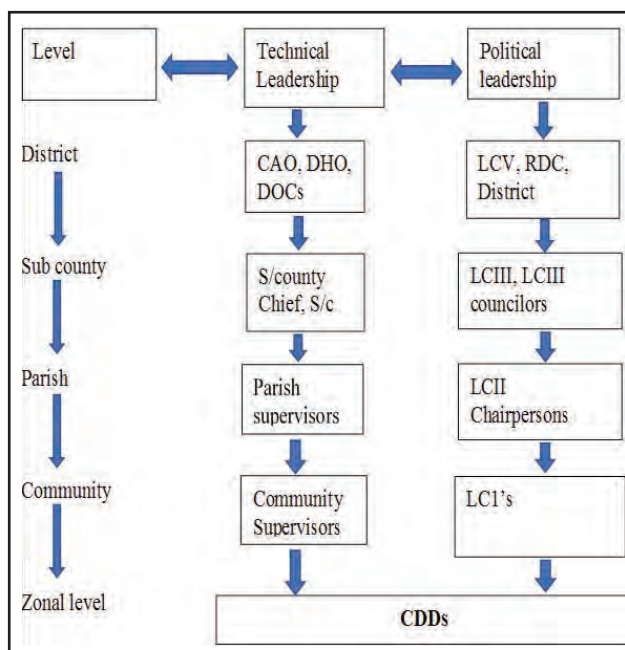 Level
Technical
Leadership
Political
leadership
District
CAO, DHO,
DOCs
LCV, RDC,
District
Sub county
S/county
Chief, S/c
LCIII, LCIII
councilors
Parish
Parish
supervisors
LCII
Chairpersons
Community
Community
Supervisors
LC1's
Zonal level
CDDs